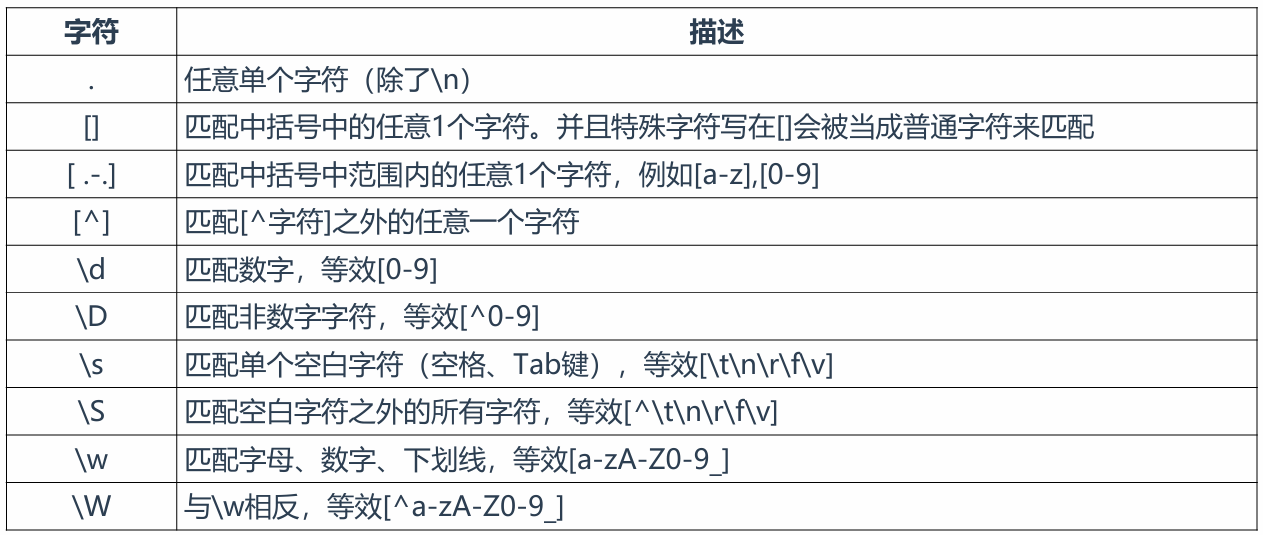 字符 描述
. 任意单个字符（除了\n）
[] 匹配中括号中的任意1个字符。并且特殊字符写在[]会被当成普通字符来匹配
[ .-.] 匹配中括号中范围内的任意1个字符，例如[a-z],[0-9]
[^] 匹配[^字符]之外的任意一个字符
\d 匹配数字，等效[0-9]
\D 匹配非数字字符，等效[^0-9]
\s 匹配单个空白字符（空格、Tab键），等效[\t\n\r\f\v]
\S 匹配空白字符之外的所有字符，等效[^\t\n\r\f\v]
\w 匹配字母、数字、下划线，等效[a-zA-Z0-9_]
\W 与\w相反，等效[^a-zA-Z0-9_]